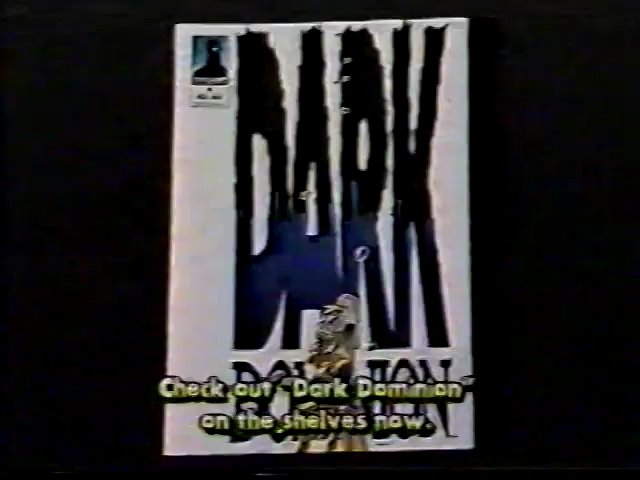 DARK
DOMINION
Check out "Dark Dominion"
on the shelves now.